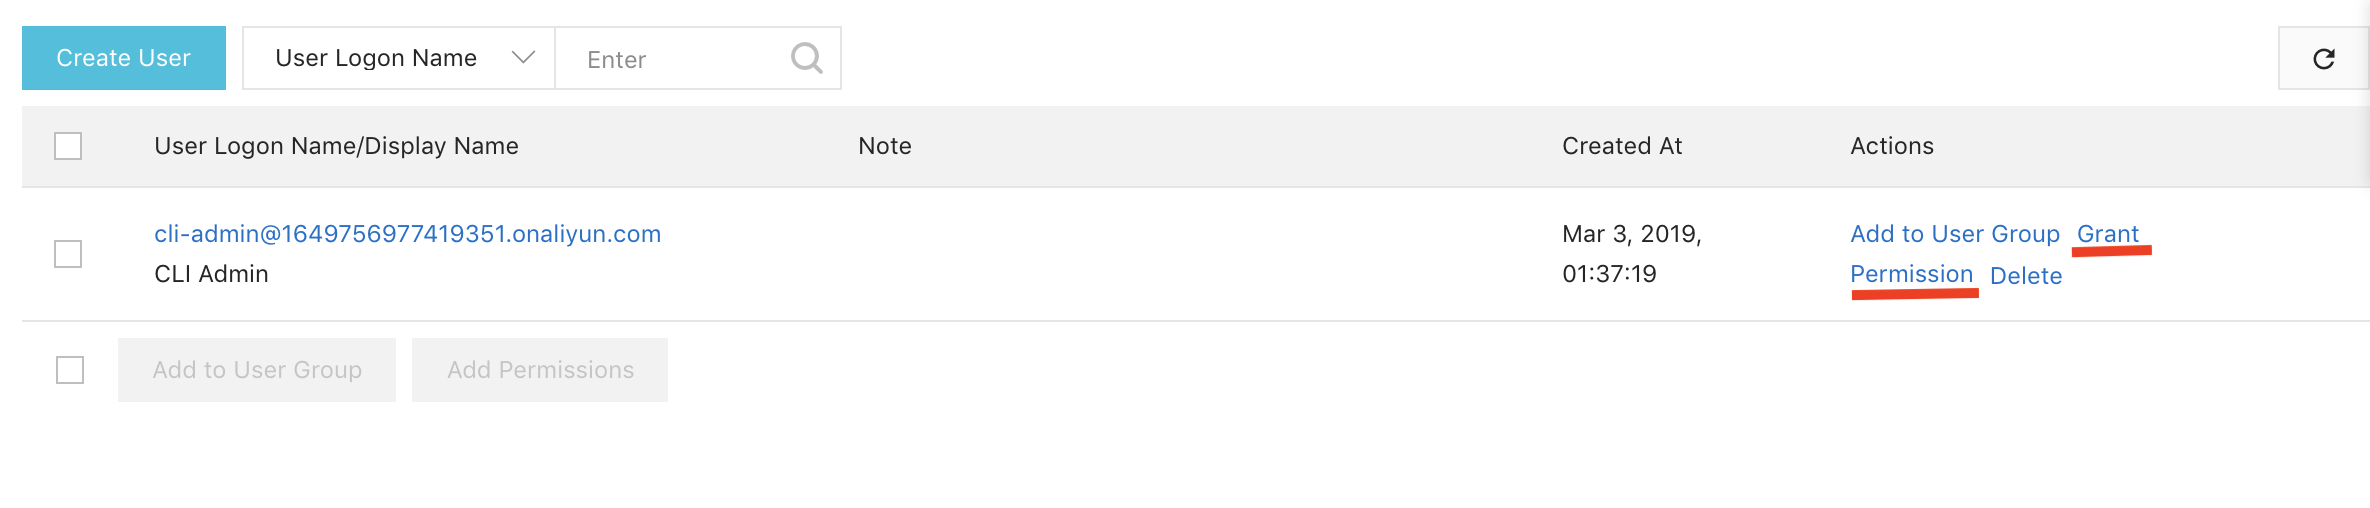 Create User
User Logon Name
Enter
User Logon Name/Display Name
Note
Created At
Actions
cli-admin@1649756977419351.onaliyun.com
CLI Admin
Mar 3, 2019,
01:37:19
Add to User Group Grant
Permission Delete
Add to User Group
Add Permissions